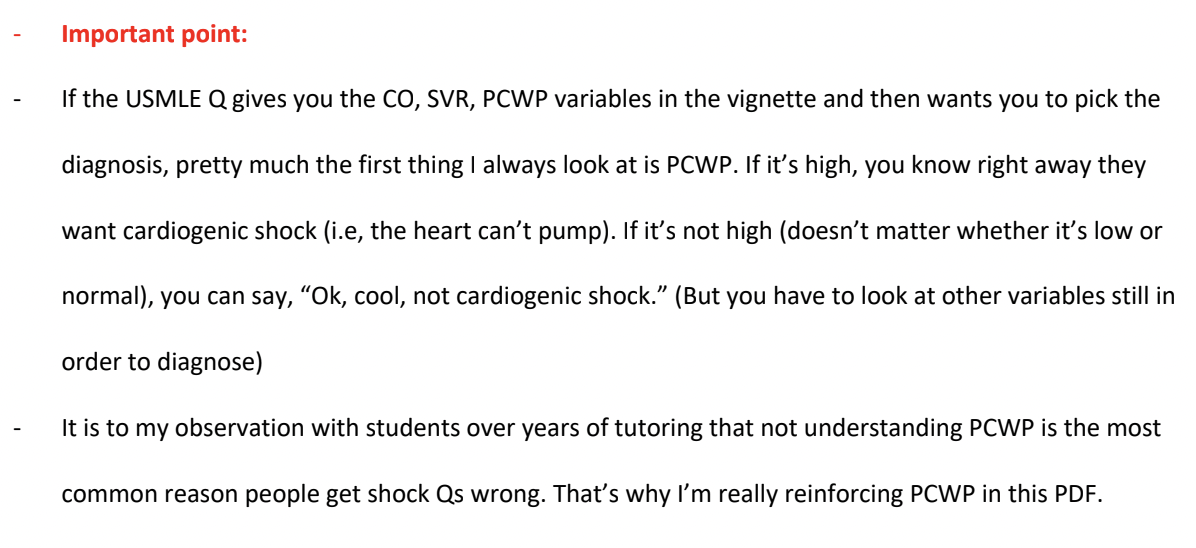 - Important point:
- If the USMLE Q gives you the CO, SVR, PCWP variables in the vignette and then wants you to pick the
diagnosis, pretty much the first thing I always look at is PCWP. If it’s high, you know right away they
want cardiogenic shock (i.e, the heart can’t pump). If it’s not high (doesn’t matter whether it’s low or
normal), you can say, “Ok, cool, not cardiogenic shock.” (But you have to look at other variables still in
order to diagnose)
- It is to my observation with students over years of tutoring that not understanding PCWP is the most
common reason people get shock Qs wrong. That’s why I’m really reinforcing PCWP in this PDF.